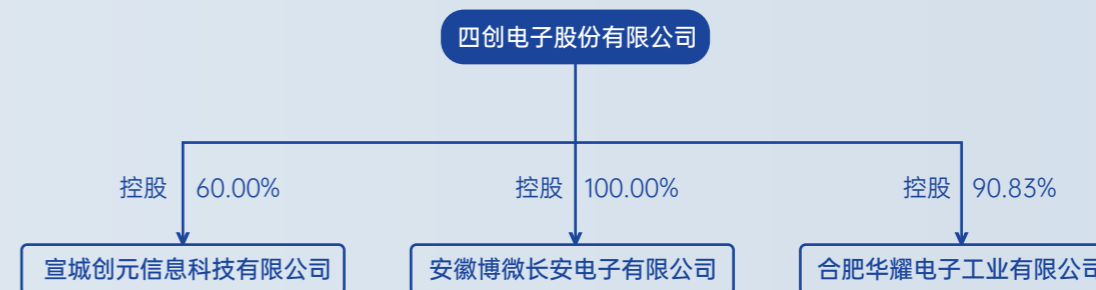 四创电子股份有限公司
控股 60.00% 控股 100.00% 控股 90.83%
宣城创元信息科技有限公司 安徽博微长安电子有限公司 合肥华耀电子工业有限公司